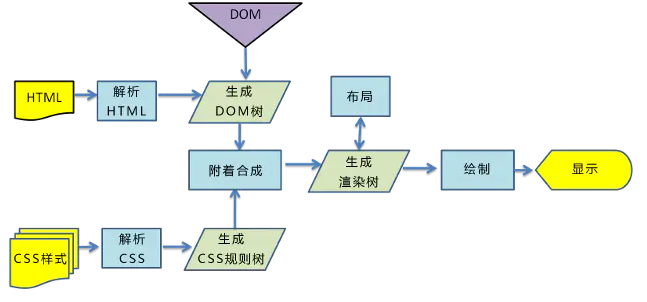 DOM
HTML
解析
HTML
生成
DOM树
布局
附着合成
生成
渲染树
绘制
显示
CSS样式
解析
CSS
生成
CSS规则树